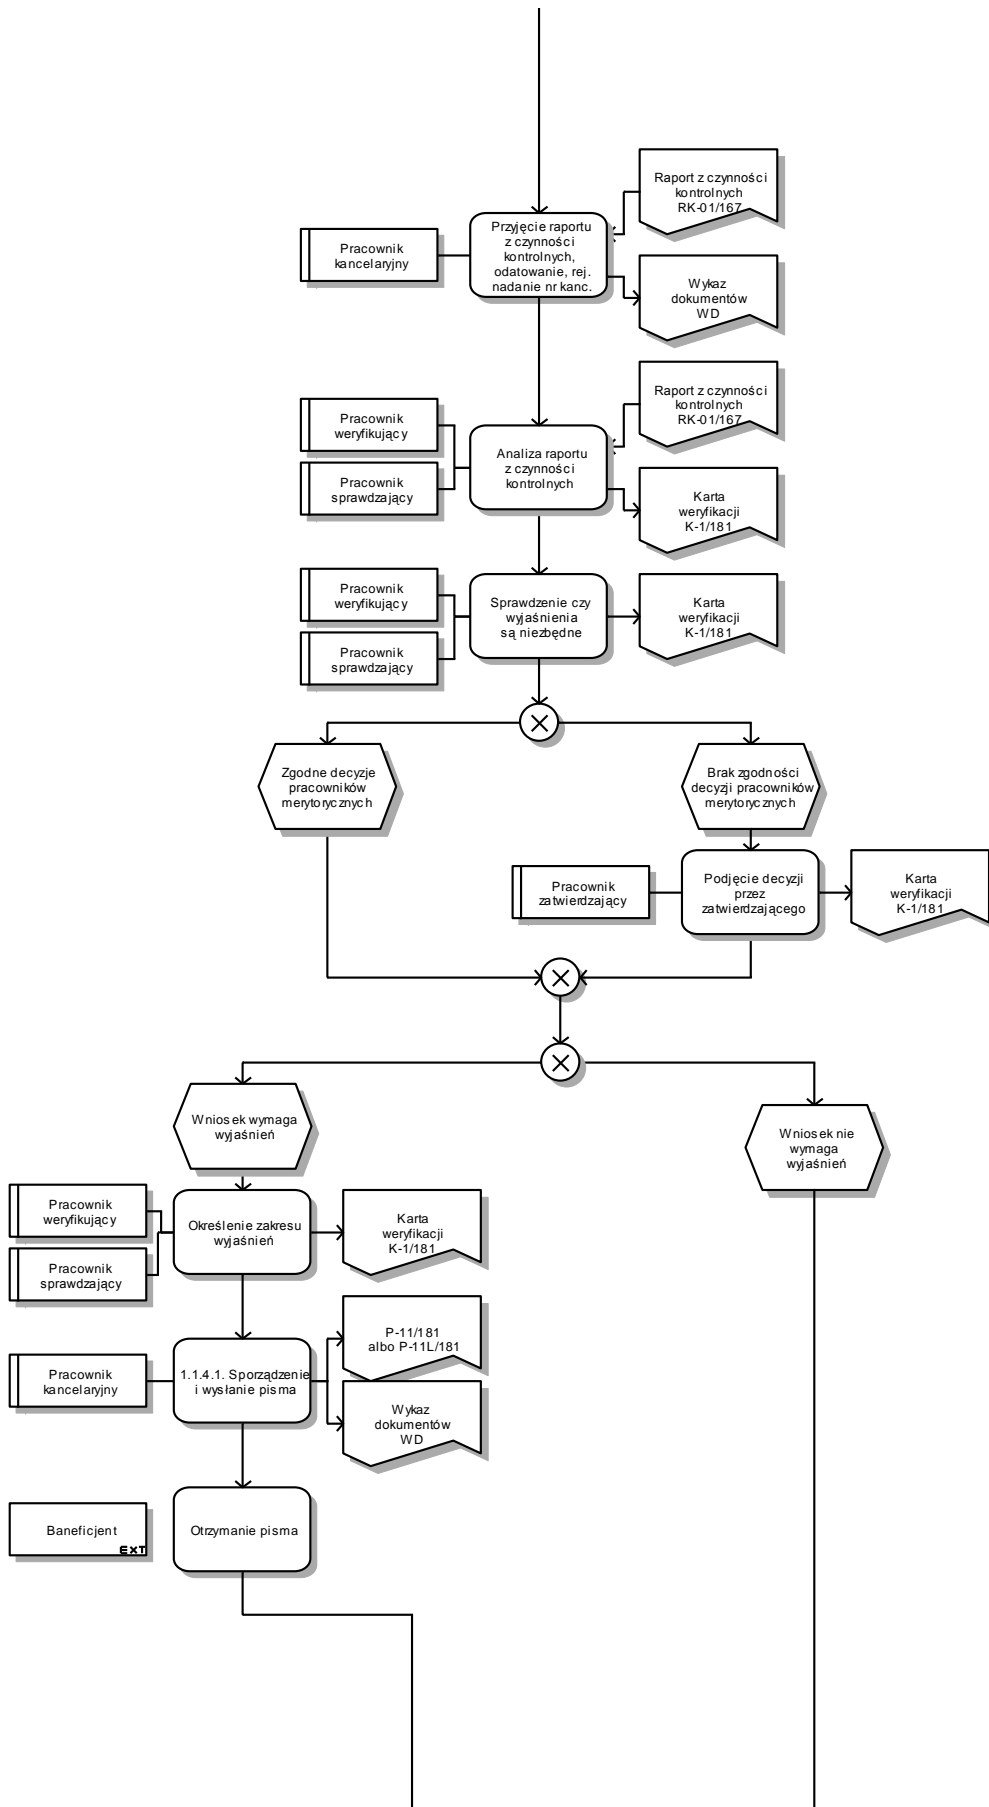 Raport z czynności
kontrolnych
RK-01/167
Pracownik
kancelaryjny
Przyjęcie raportu
z czynności
kontrolnych,
odatowanie, rej.
nadanie nr kanc.
Wykaz
dokumentów
WD
Raport z czynności
kontrolnych
RK-01/167
Pracownik
weryfikujący
Pracownik
sprawdzający
Analiza raportu
z czynności
kontrolnych
Karta
weryfikacji
K-1/181
Pracownik
weryfikujący
Pracownik
sprawdzający
Sprawdzenie czy
wyjaśnienia
są niezbędne
Karta
weryfikacji
K-1/181
Zgodne decyzje
pracowników
merytorycznych
Brak zgodności
decyzji pracowników
merytorycznych
Pracownik
zatwierdzający
Podjęcie decyzji
przez
zatwierdzającego
Karta
weryfikacji
K-1/181
Wniosek wymaga
wyjaśnień
Wniosek nie
wymaga
wyjaśnień
Pracownik
weryfikujący
Pracownik
sprawdzający
Określenie zakresu
wyjaśnień
Karta
weryfikacji
K-1/181
Pracownik
kancelaryjny
1.1.4.1. Sporządzenie
i wysłanie pisma
P-11/181
albo P-11L/181
Wykaz
dokumentów
WD
Baneficjent
EXT
Otrzymanie pisma